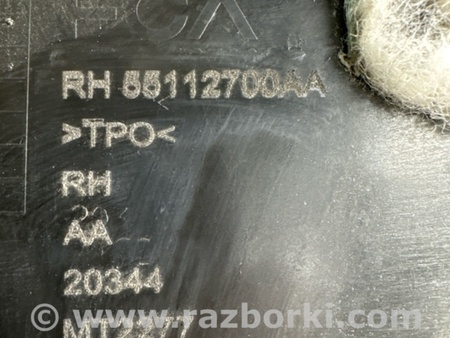 RH 55112700AA
>TPO<
RH
AA
20344
© www.razborki.com/